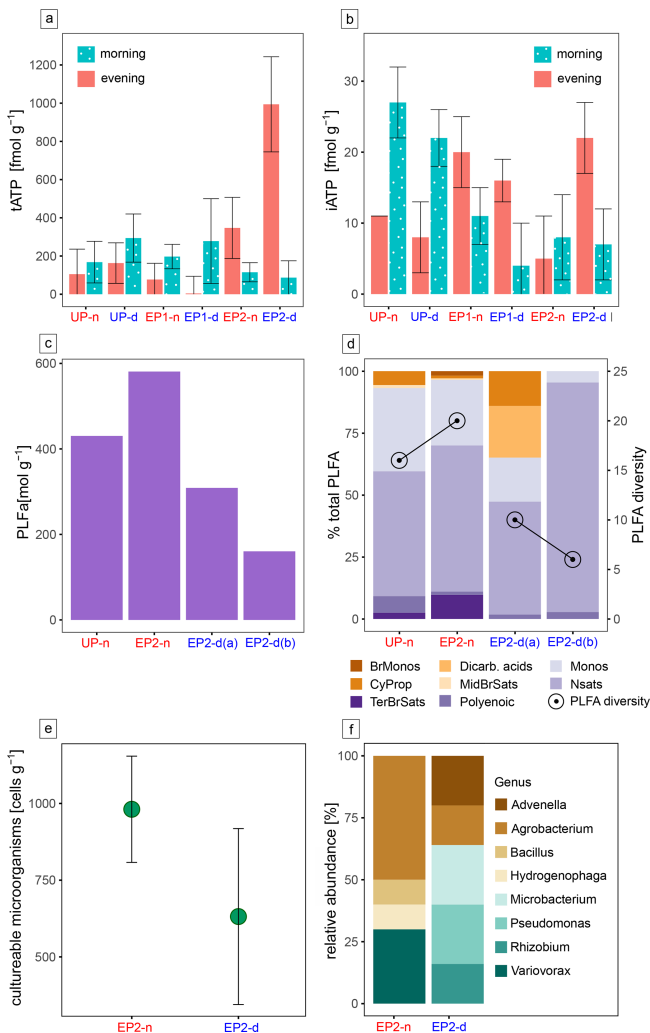 a
morning
evening
tATP [fmol g⁻¹]
1200
1000
800
600
400
200
0
UP-n UP-d EP1-n EP1-d EP2-n EP2-d
b
morning
evening
iATP [fmol g⁻¹]
30
20
10
0
UP-n UP-d EP1-n EP1-d EP2-n EP2-d
c
PLFa[mol g⁻¹]
600
400
200
0
UP-n EP2-n EP2-d(a) EP2-d(b)
d
% total PLFA
100
75
50
25
0
25
20
15
10
5
0
PLFA diversity
UP-n EP2-n EP2-d(a) EP2-d(b)
BrMonos Dicarb. acids Monos
CyProp MidBrSats Nsats
TerBrSats Polyenoic PLFA diversity
e
cultureable microorganisms [cells g⁻¹]
1000
750
500
EP2-n EP2-d
f
relative abundance [%]
100
75
50
25
0
EP2-n EP2-d
Genus
Advenella
Agrobacterium
Bacillus
Hydrogenophaga
Microbacterium
Pseudomonas
Rhizobium
Variovorax